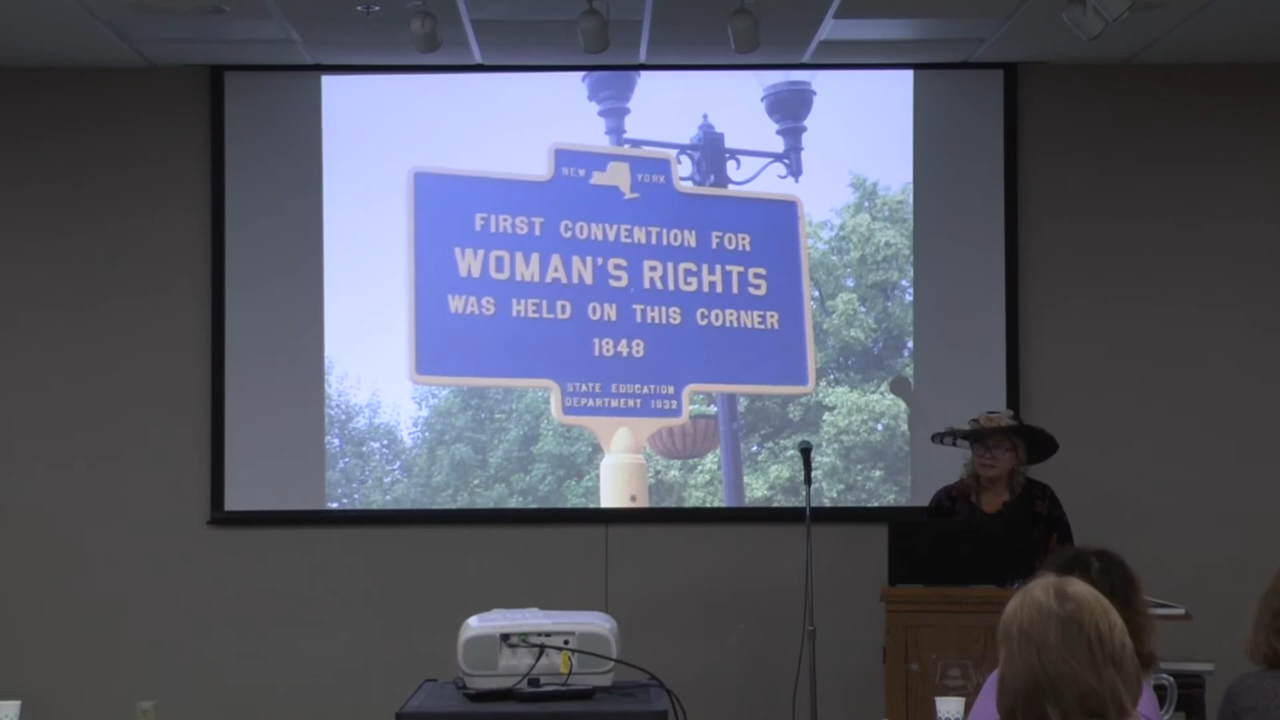 NEW YORK
FIRST CONVENTION FOR
WOMAN'S RIGHTS
WAS HELD ON THIS CORNER
1848
STATE EDUCATION
DEPARTMENT 1932